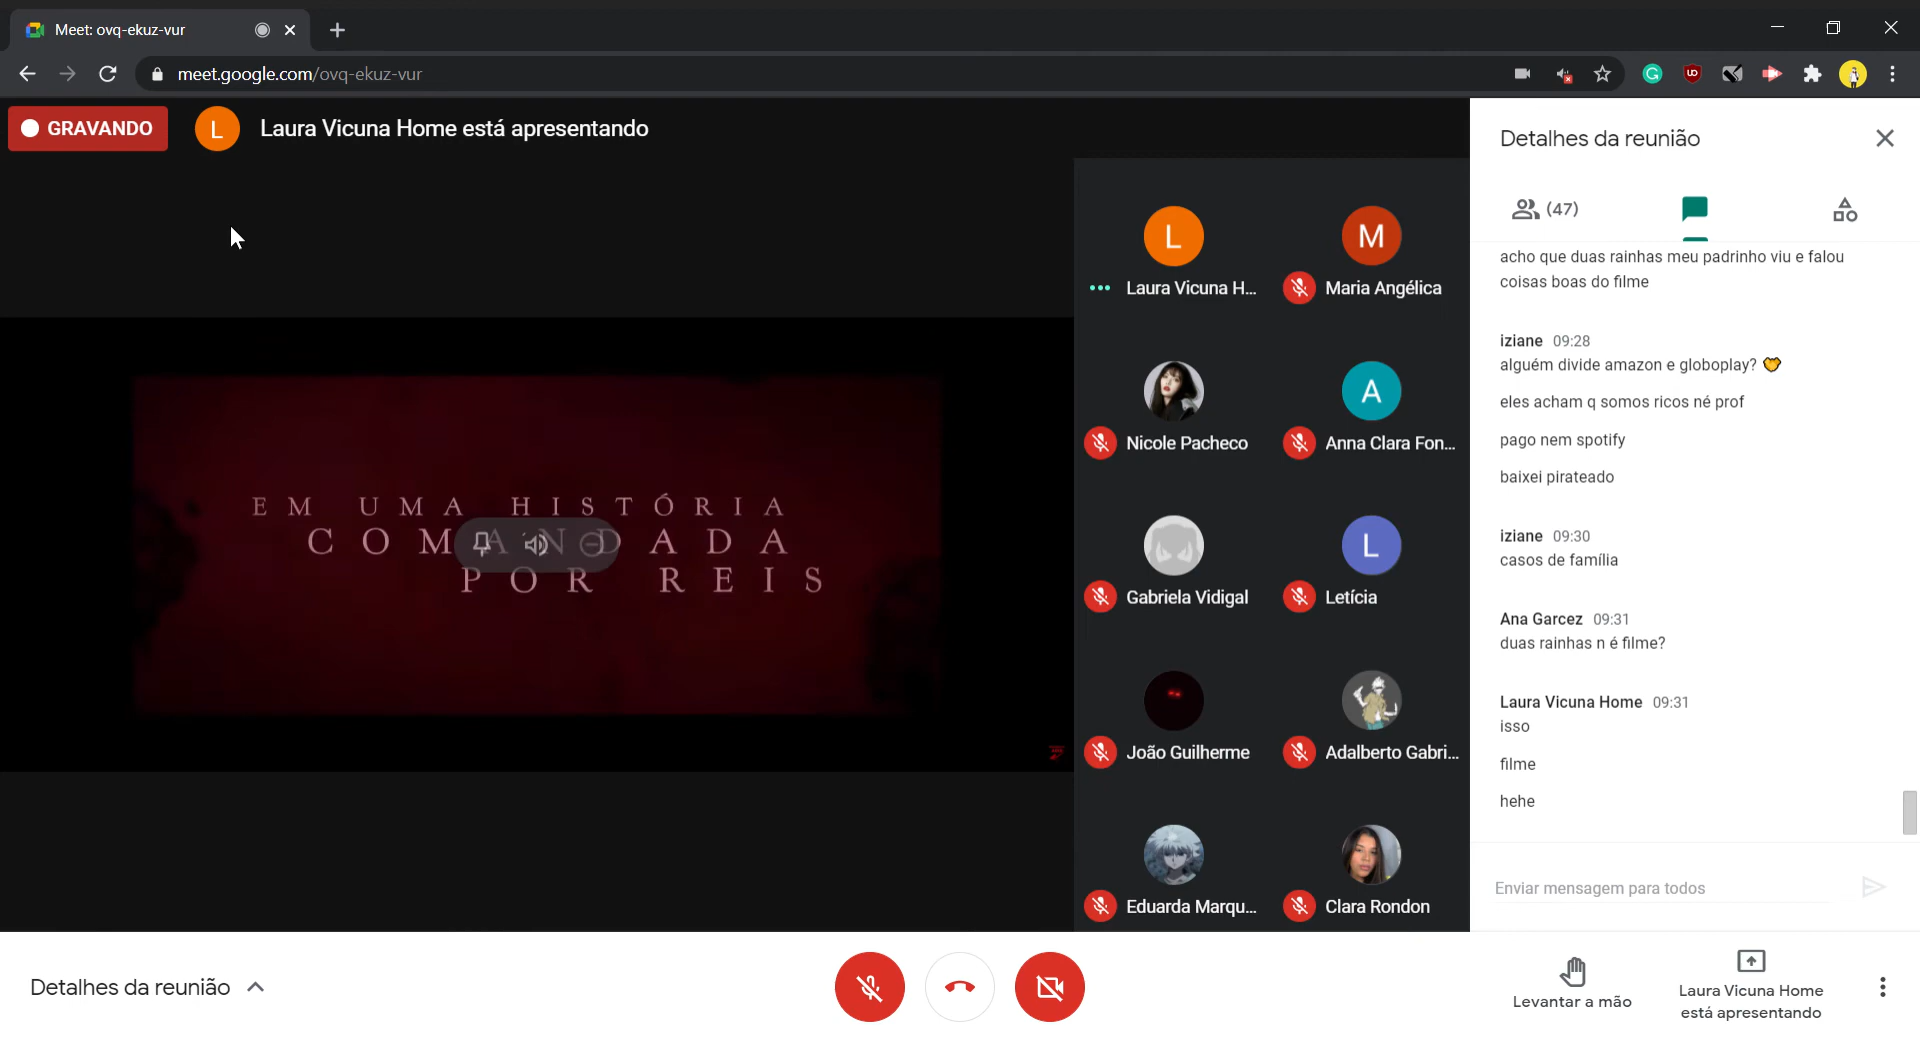 Meet: ovq-ekuz-vur
meet.google.com/ovq-ekuz-vur
GRAVANDO
L
Laura Vicuna Home está apresentando
EM UMA HISTÓRIA
COMANDADA
POR REIS
L
Laura Vicuna H...
M
Maria Angélica
Nicole Pacheco
A
Anna Clara Fon...
Gabriela Vidigal
L
Letícia
João Guilherme
Adalberto Gabri...
Eduarda Marqu...
Clara Rondon
Detalhes da reunião
(47)
acho que duas rainhas meu padrinho viu e falou
coisas boas do filme
iziane 09:28
alguém divide amazon e globoplay?
eles acham q somos ricos né prof
pago nem spotify
baixei pirateado
iziane 09:30
casos de família
Ana Garcez 09:31
duas rainhas n é filme?
Laura Vicuna Home 09:31
isso
filme
hehe
Enviar mensagem para todos
Detalhes da reunião
Levantar a mão
Laura Vicuna Home
está apresentando